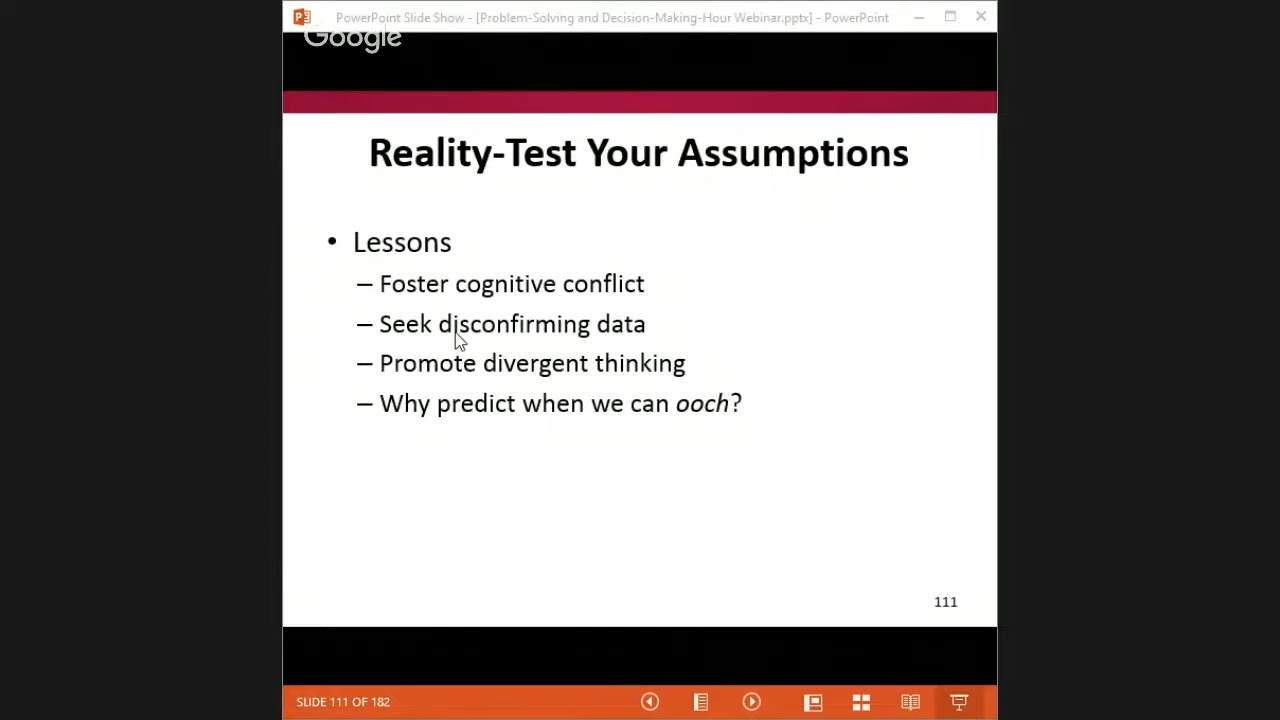 PowerPoint Slide Show - [Problem-Solving and Decision-Making-Hour Webinar.pptx] - PowerPoint
Google
Reality-Test Your Assumptions
• Lessons
– Foster cognitive conflict
– Seek disconfirming data
– Promote divergent thinking
– Why predict when we can ooch?
111
SLIDE 111 OF 182